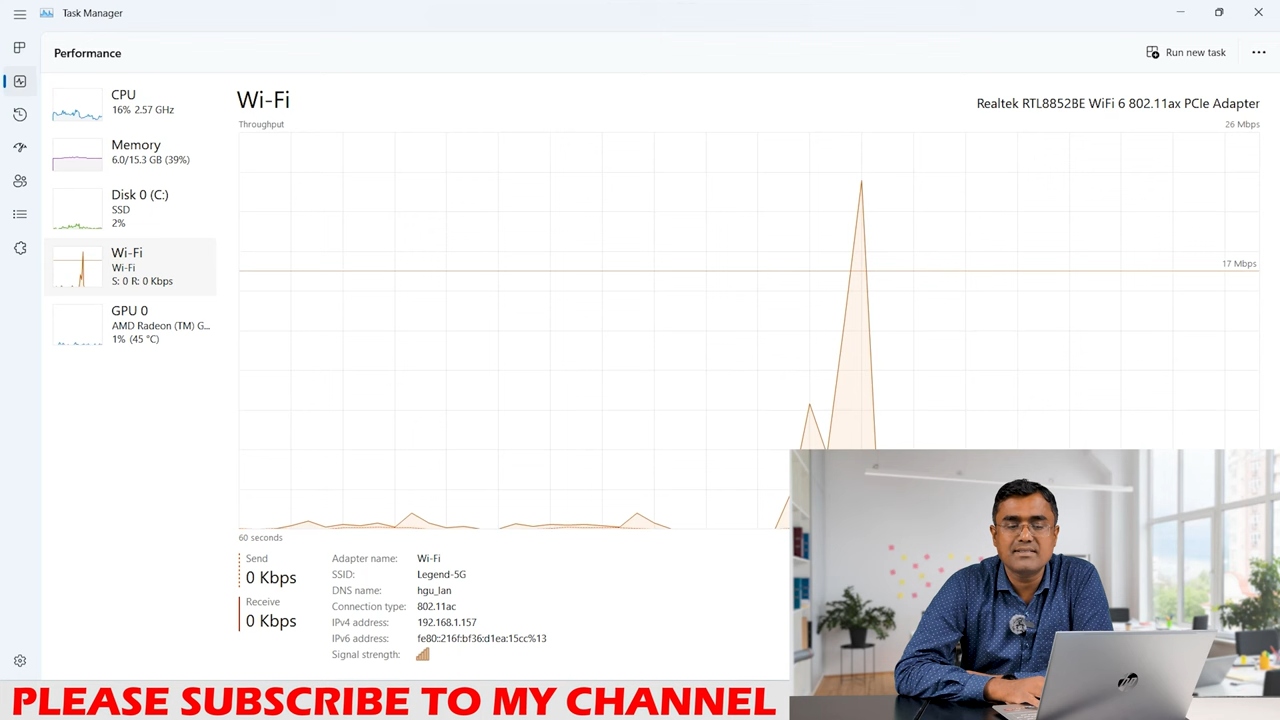 Task Manager
Performance
Run new task
CPU
16% 2.57 GHz
Memory
6.0/15.3 GB (39%)
Disk 0 (C:)
SSD
2%
Wi-Fi
Wi-Fi
S: 0 R: 0 Kbps
GPU 0
AMD Radeon (TM) G...
1% (45 °C)
Wi-Fi
Realtek RTL8852BE WiFi 6 802.11ax PCIe Adapter
Throughput
26 Mbps
17 Mbps
60 seconds
Send
0 Kbps
Receive
0 Kbps
Adapter name: Wi-Fi
SSID: Legend-5G
DNS name: hgu_lan
Connection type: 802.11ac
IPv4 address: 192.168.1.157
IPv6 address: fe80::216f:bf36:d1ea:15cc%13
Signal strength:
hp
PLEASE SUBSCRIBE TO MY CHANNEL